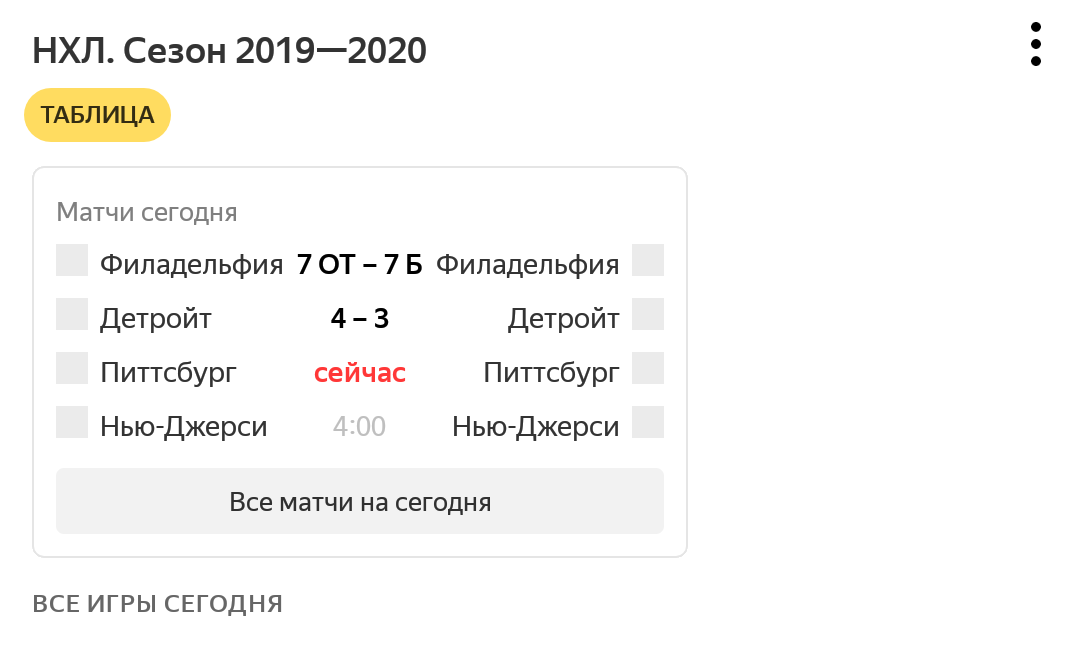 НХЛ. Сезон 2019—2020
ТАБЛИЦА
Матчи сегодня
Филадельфия 7 ОТ – 7 Б Филадельфия
Детройт 4 – 3 Детройт
Питтсбург сейчас Питтсбург
Нью-Джерси 4:00 Нью-Джерси
Все матчи на сегодня
ВСЕ ИГРЫ СЕГОДНЯ